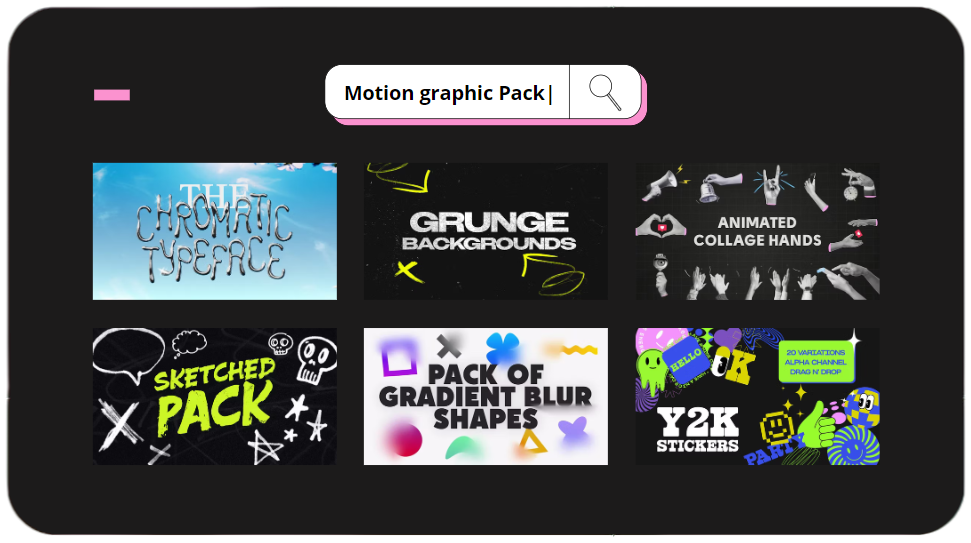 Motion graphic Pack|
THE
CHROMATIC
TYPEFACE
GRUNGE
BACKGROUNDS
ANIMATED
COLLAGE HANDS
SKETCHED
PACK
PACK OF
GRADIENT BLUR
SHAPES
HELLO
OK
20 VARIATIONS
ALPHA CHANNEL
DRAG N' DROP
Y2K
STICKERS
PARTY